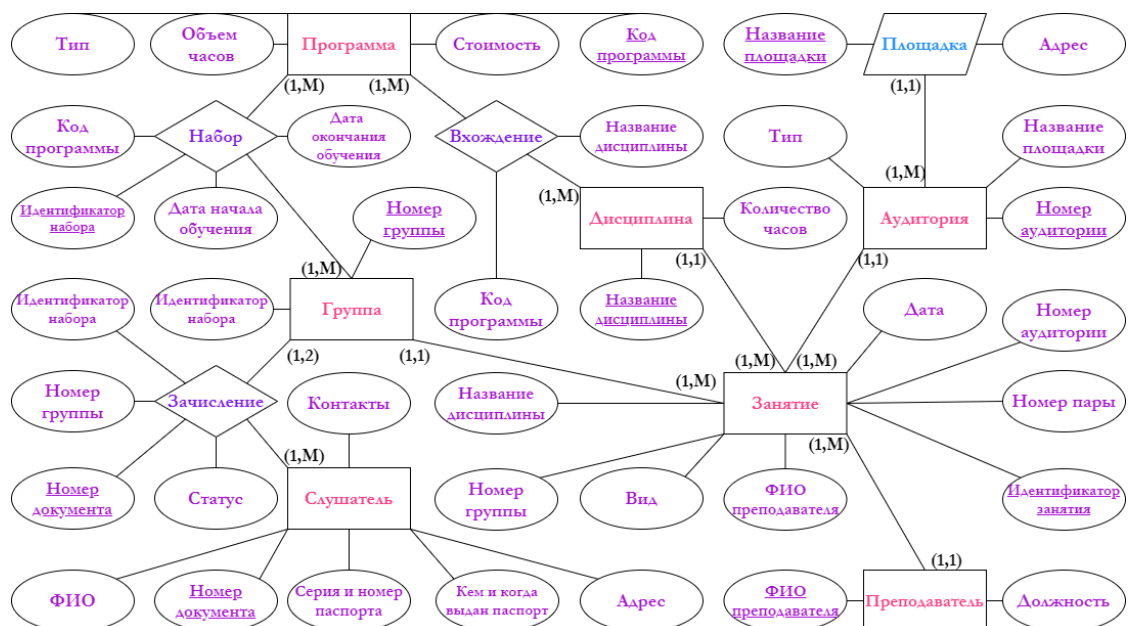 Тип
Объем
часов
Программа
Стоимость
Код
программы
Название
площадки
Площадка
Адрес
(1,М)
(1,М)
(1,1)
Код
программы
Набор
Дата
окончания
обучения
Вхождение
Название
дисциплины
Тип
Название
площадки
(1,М)
(1,М)
Идентификатор
набора
Дата начала
обучения
Номер
группы
Дисциплина
Количество
часов
Аудитория
Номер
аудитории
(1,1)
(1,1)
(1,М)
Идентификатор
набора
Идентификатор
набора
Группа
Код
программы
Название
дисциплины
Дата
Номер
аудитории
(1,2)
(1,1)
(1,М)
(1,М)
(1,М)
Номер
группы
Зачисление
Контакты
Название
дисциплины
Занятие
Номер пары
(1,М)
(1,М)
Номер
документа
Статус
Слушатель
Номер
группы
Вид
ФИО
преподавателя
Идентификатор
занятия
(1,1)
ФИО
Номер
документа
Серия и номер
паспорта
Кем и когда
выдан паспорт
Адрес
ФИО
преподавателя
Преподаватель
Должность